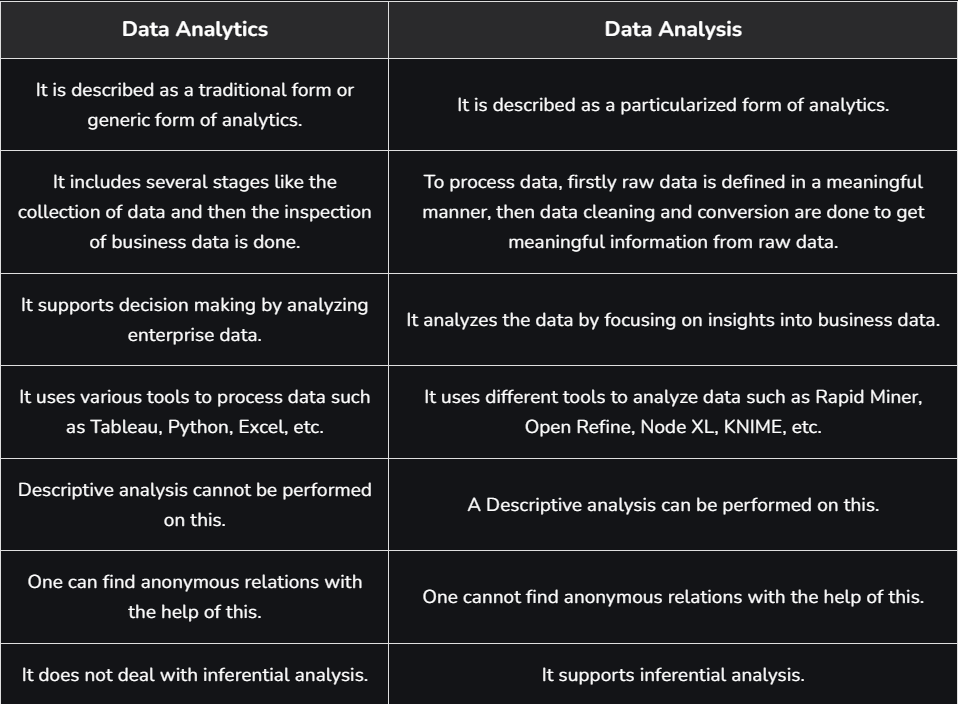 Data Analytics
Data Analysis
It is described as a traditional form or
generic form of analytics.
It is described as a particularized form of analytics.
It includes several stages like the
collection of data and then the inspection
of business data is done.
To process data, firstly raw data is defined in a meaningful
manner, then data cleaning and conversion are done to get
meaningful information from raw data.
It supports decision making by analyzing
enterprise data.
It analyzes the data by focusing on insights into business data.
It uses various tools to process data such
as Tableau, Python, Excel, etc.
It uses different tools to analyze data such as Rapid Miner,
Open Refine, Node XL, KNIME, etc.
Descriptive analysis cannot be performed
on this.
A Descriptive analysis can be performed on this.
One can find anonymous relations with
the help of this.
One cannot find anonymous relations with the help of this.
It does not deal with inferential analysis.
It supports inferential analysis.